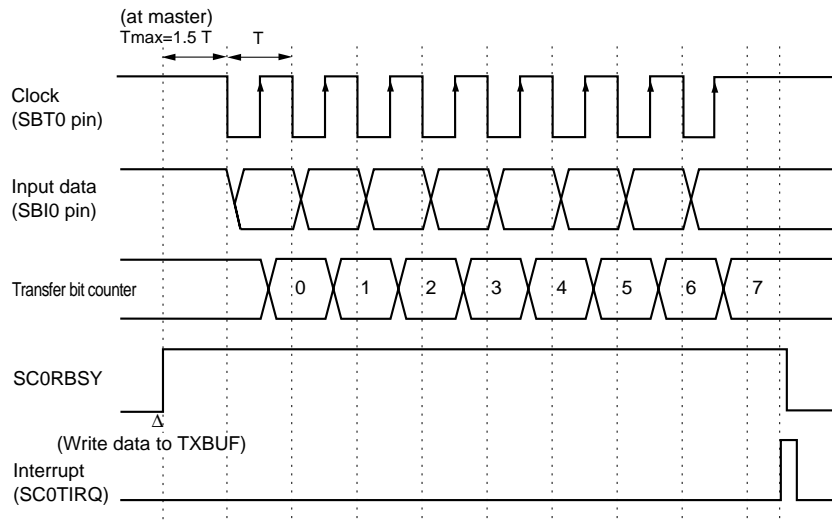 (at master)
Tmax=1.5 T
T
Clock
(SBT0 pin)
Input data
(SBI0 pin)
Transfer bit counter
0 1 2 3 4 5 6 7
SC0RBSY
Δ
(Write data to TXBUF)
Interrupt
(SC0TIRQ)